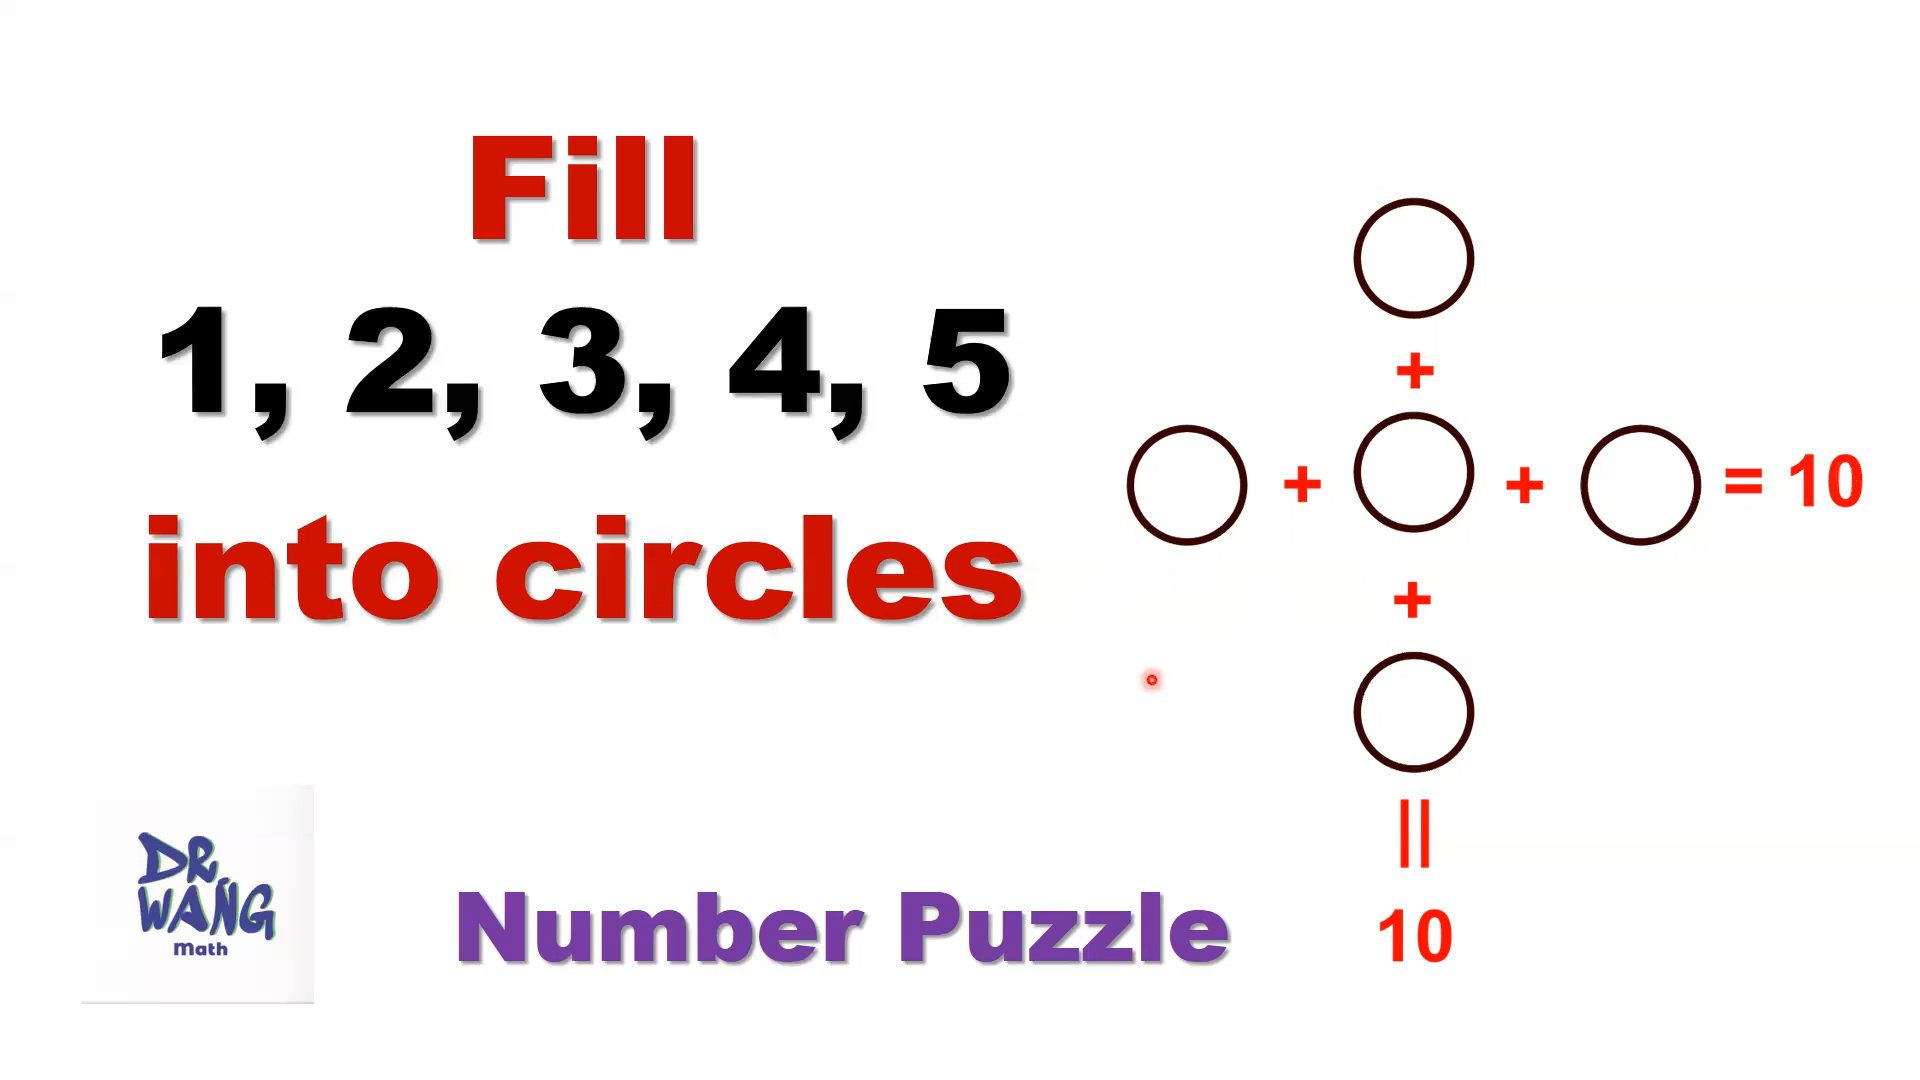 Fill
1, 2, 3, 4, 5
into circles
+
+ + = 10
+
||
10
Number Puzzle
DR.
WANG
Math